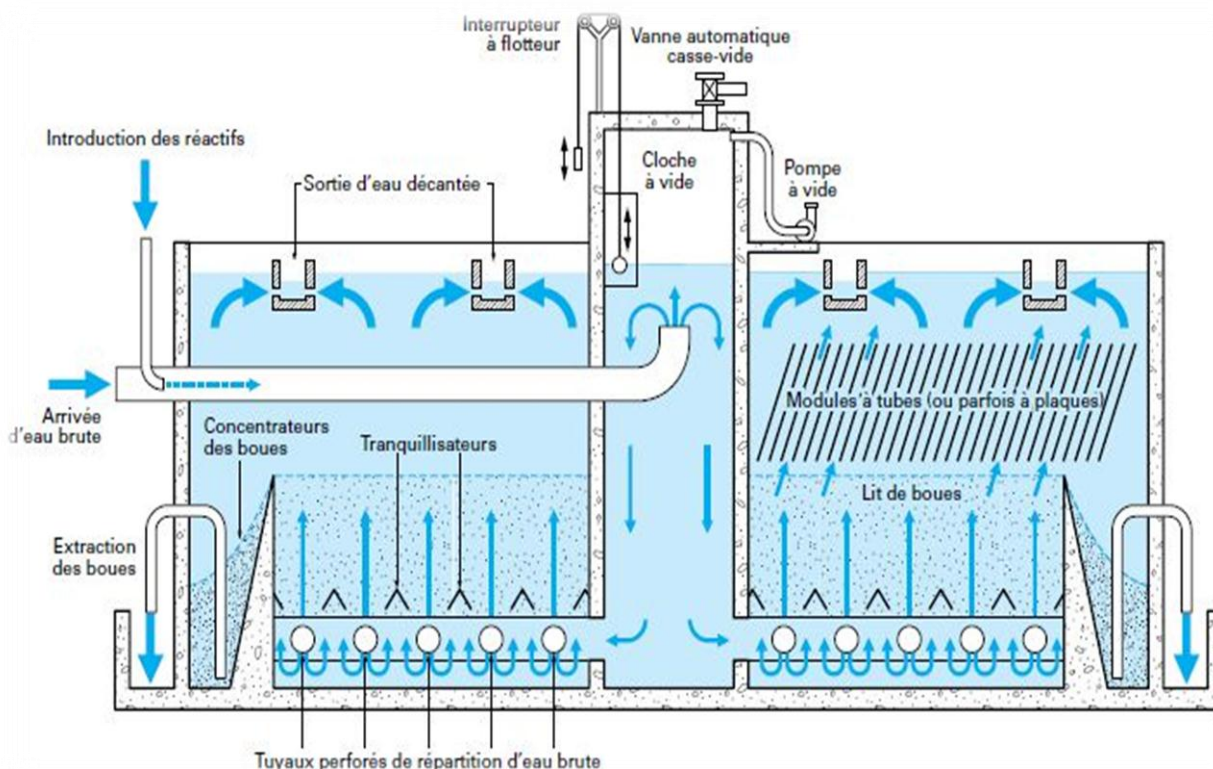 Interrupteur
à flotteur
Vanne automatique
casse-vide
Introduction des réactifs
Sortie d'eau décantée
Cloche
à vide
Pompe
à vide
Arrivée
d'eau brute
Concentrateurs
des boues
Tranquillisateurs
Modules à tubes (ou parfois à plaques)
Lit de boues
Extraction
des boues
Tuyaux perforés de répartition d'eau brute